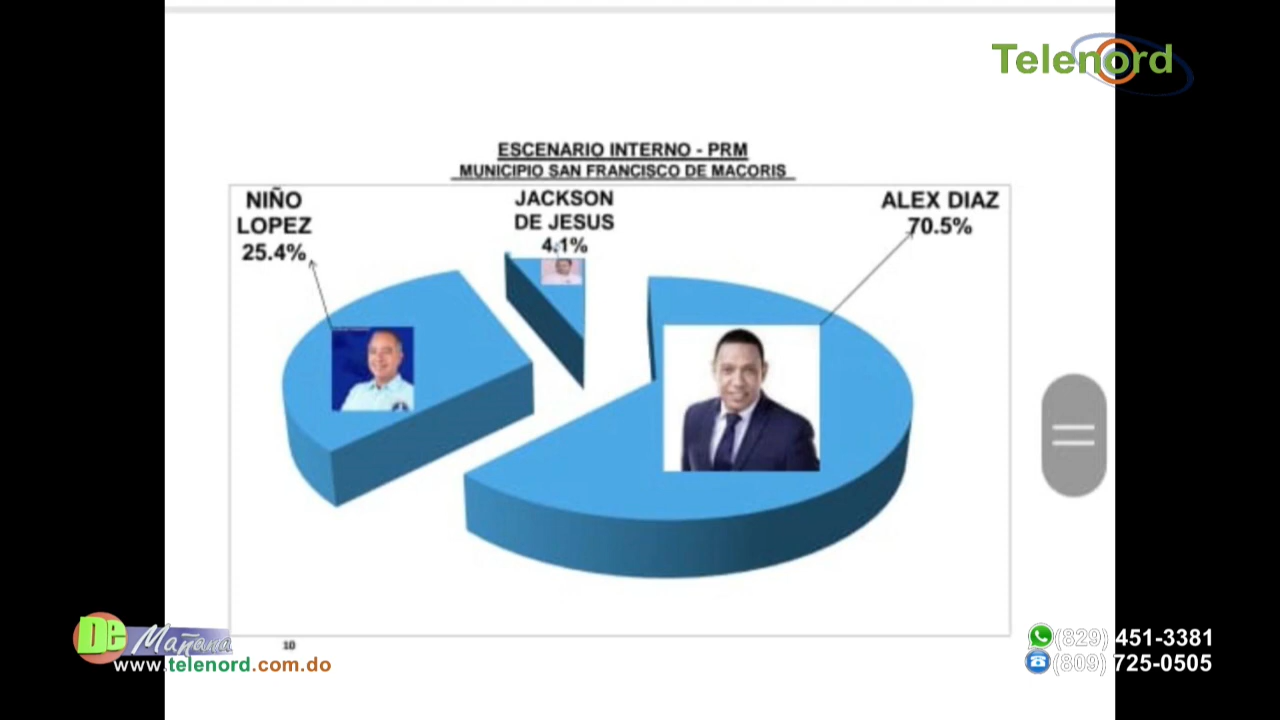 Telenord
ESCENARIO INTERNO - PRM
MUNICIPIO SAN FRANCISCO DE MACORIS
NIÑO
LOPEZ
25.4%
JACKSON
DE JESUS
4.1%
ALEX DIAZ
70.5%
10
De Mañana
www.telenord.com.do
(829) 451-3381
(809) 725-0505